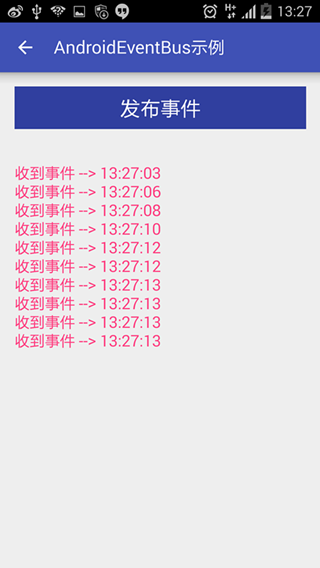 H+
13:27
AndroidEventBus示例
发布事件
收到事件 --> 13:27:03
收到事件 --> 13:27:06
收到事件 --> 13:27:08
收到事件 --> 13:27:10
收到事件 --> 13:27:12
收到事件 --> 13:27:12
收到事件 --> 13:27:13
收到事件 --> 13:27:13
收到事件 --> 13:27:13
收到事件 --> 13:27:13